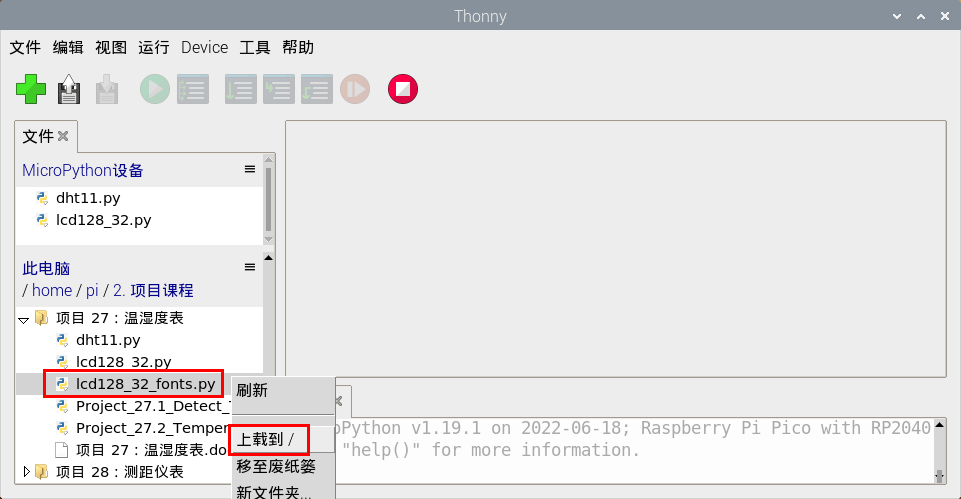 Thonny
文件 编辑 视图 运行 Device 工具 帮助
文件
MicroPython设备
dht11.py
lcd128_32.py
此电脑
/ home / pi / 2. 项目课程
项目 27：温湿度表
dht11.py
lcd128_32.py
lcd128_32_fonts.py
刷新
Project_27.1_Detect_
上载到 /
Project_27.2_Temper
oPython v1.19.1 on 2022-06-18; Raspberry Pi Pico with RP2040
项目 27：温湿度表.do
"help()" for more information.
移至废纸篓
项目 28：测距仪表
新文件夹...